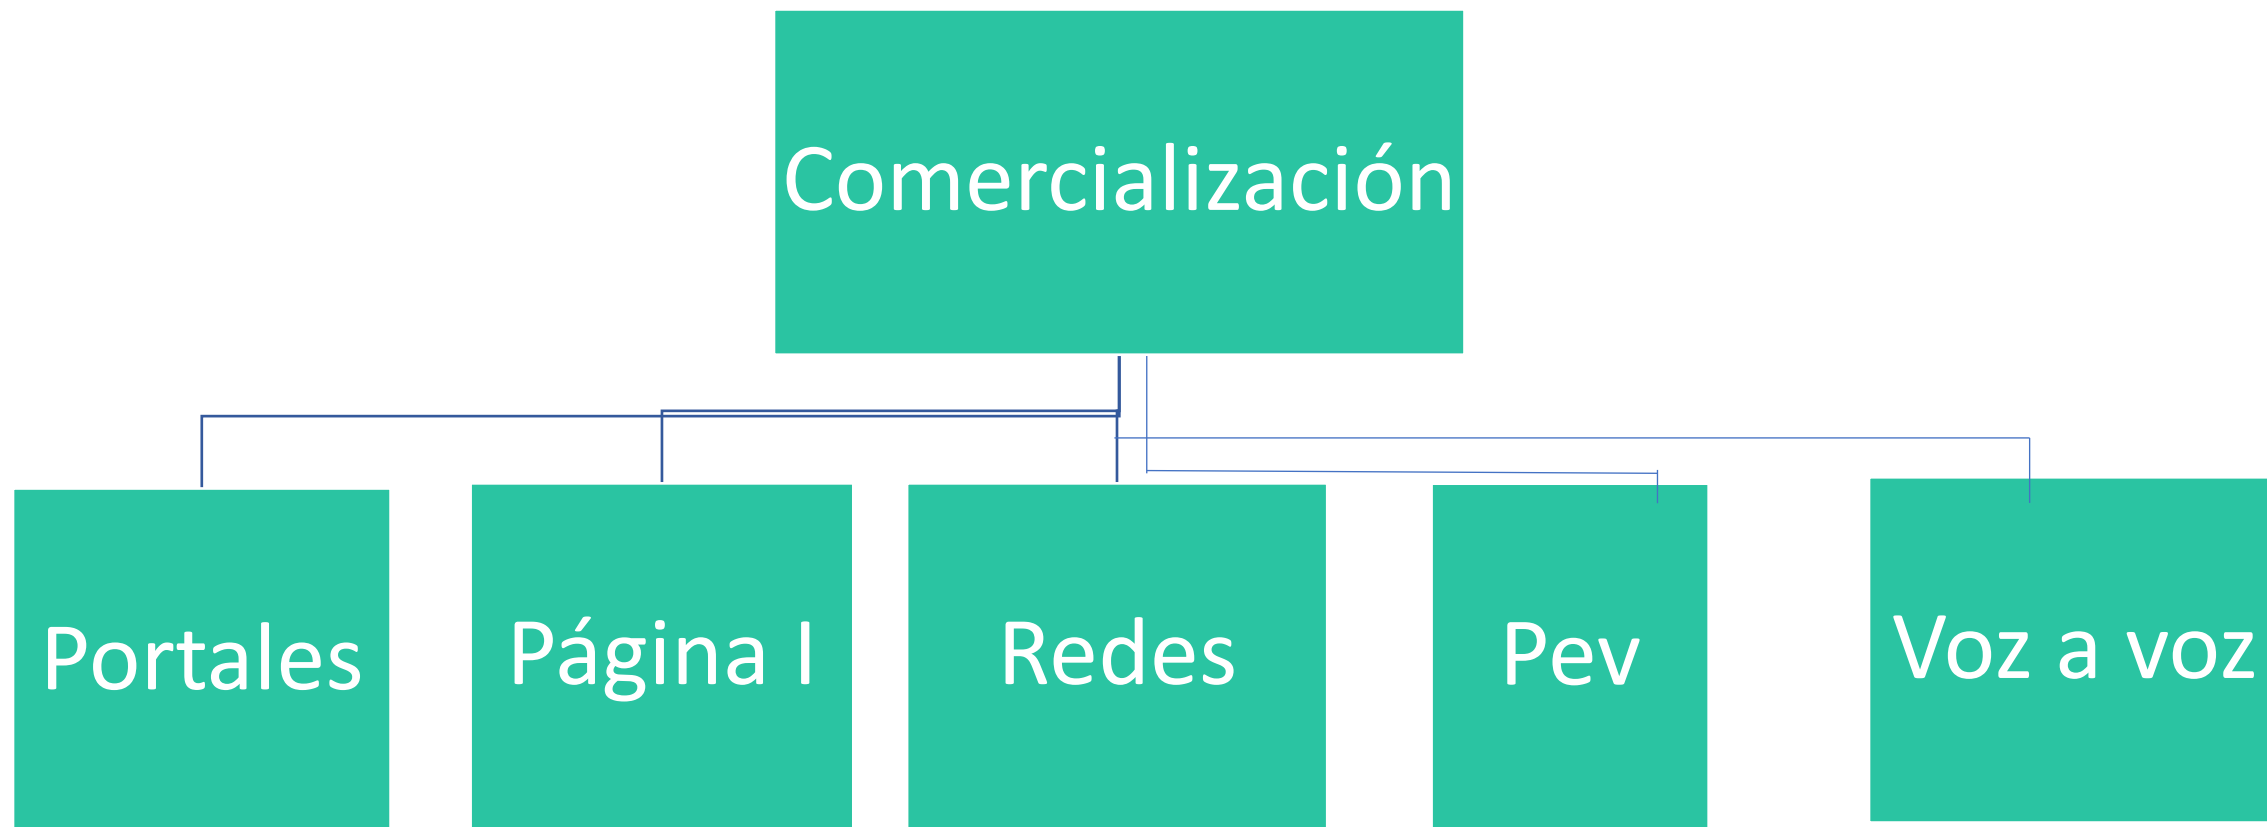 Comercialización
Portales
Página I
Redes
Pev
Voz a voz